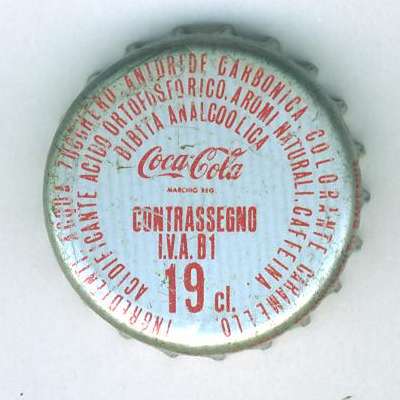 INGREDIENTI ACQUA ZUCCHERO. ANIDRIDE CARBONICA. COLORANTE CARAMELLO
ACIDIFICANTE ACIDO ORTOFOSFORICO. AROMI NATURALI. CAFFEINA
BIBITA ANALCOOLICA
Coca-Cola
MARCHIO REG.
CONTRASSEGNO
I.V.A. B1
19 cl.